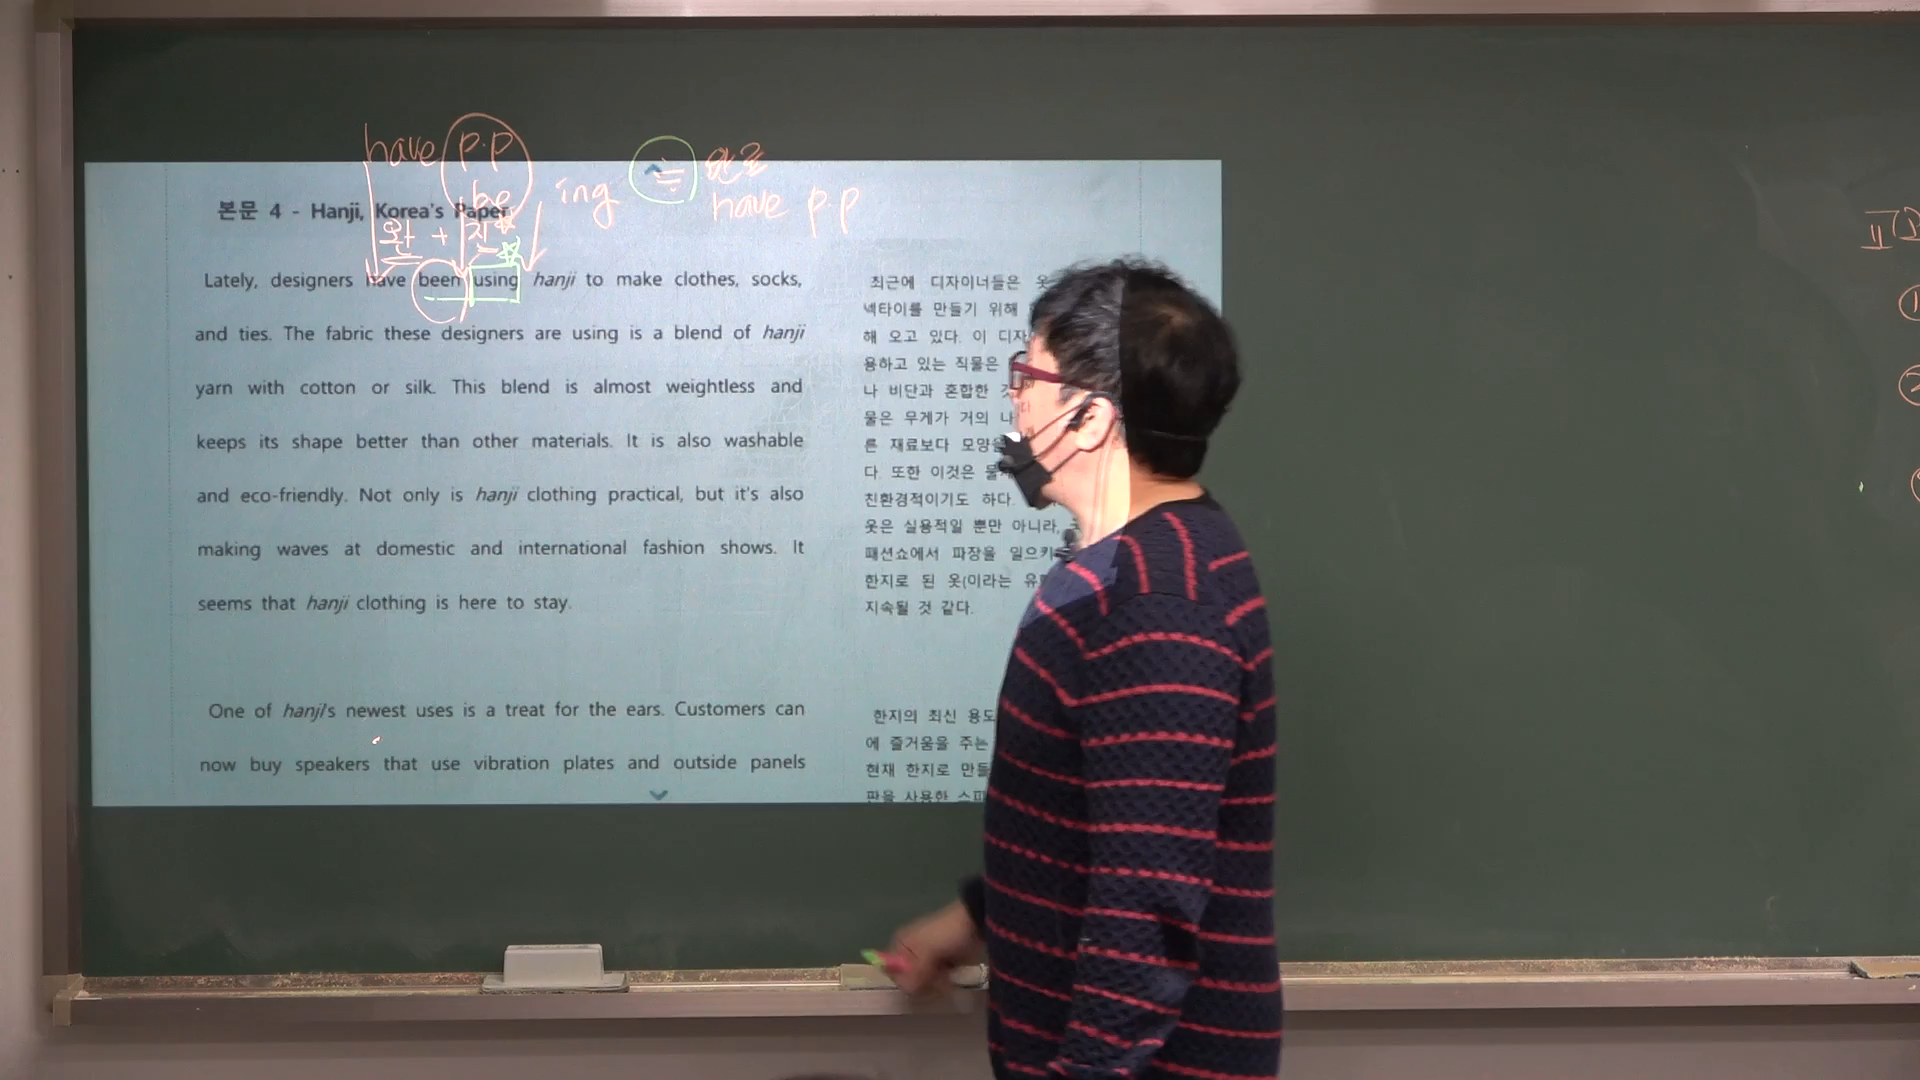 have p.p
be ing ≒ 완료
have p.p
본문 4 - Hanji, Korea's Paper
완 + 진
Lately, designers have been using hanji to make clothes, socks,
and ties. The fabric these designers are using is a blend of hanji
yarn with cotton or silk. This blend is almost weightless and
keeps its shape better than other materials. It is also washable
and eco-friendly. Not only is hanji clothing practical, but it's also
making waves at domestic and international fashion shows. It
seems that hanji clothing is here to stay.
One of hanji's newest uses is a treat for the ears. Customers can
now buy speakers that use vibration plates and outside panels
최근에 디자이너들은 옷
넥타이를 만들기 위해
해 오고 있다. 이 디자
용하고 있는 직물은
나 비단과 혼합한
물은 무게가 거의 나
른 재료보다 모양을
다. 또한 이것은
친환경적이기도 하다.
옷은 실용적일 뿐만 아니라,
패션쇼에서 파장을 일으키
한지로 된 옷(이라는 유
지속될 것 같다.
한지의 최신 용도
에 즐거움을 주는
현재 한지로 만들
판을 사용한 스피
①
②